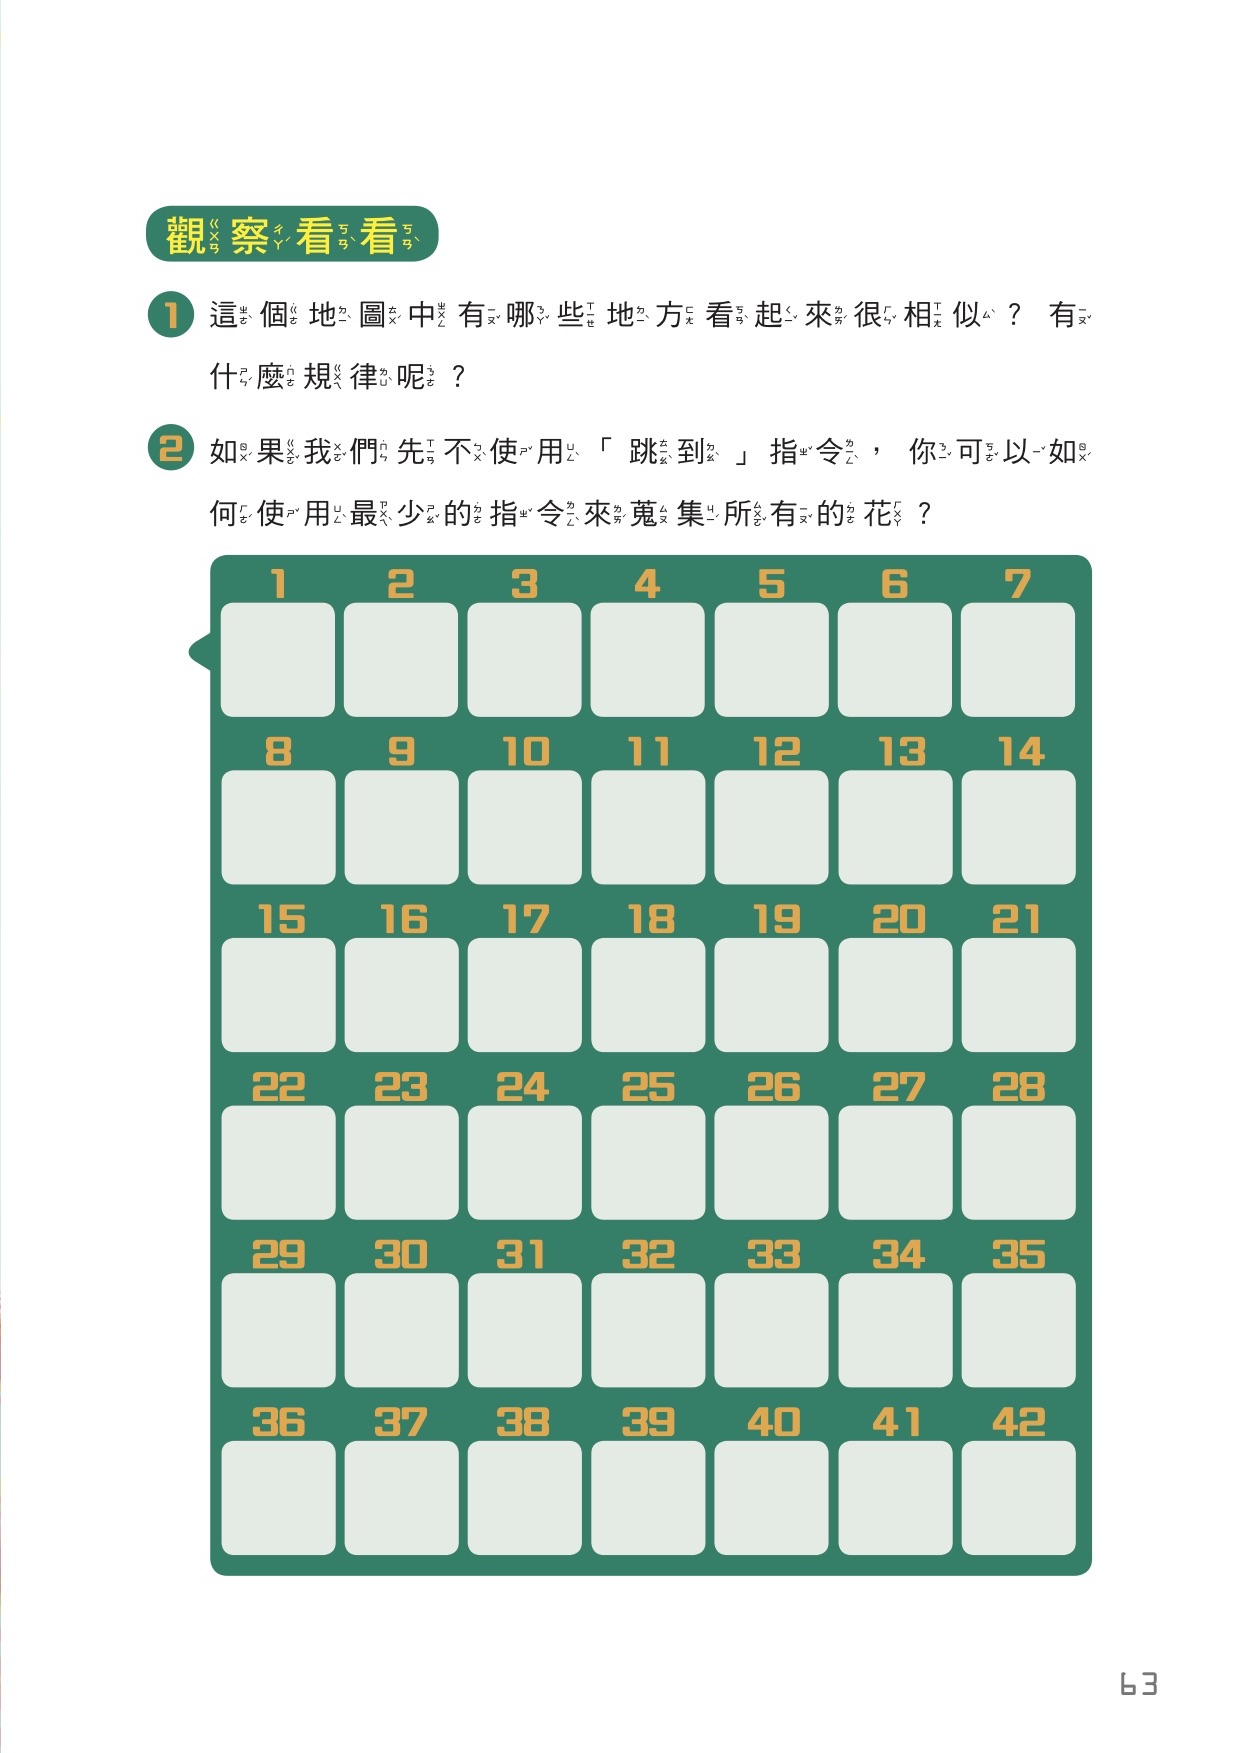 觀察看看
1 這個地圖中有哪些地方看起來很相似？有
什麼規律呢？
2 如果我們先不使用「跳到」指令，你可以如
何使用最少的指令來蒐集所有的花？
1 2 3 4 5 6 7
8 9 10 11 12 13 14
15 16 17 18 19 20 21
22 23 24 25 26 27 28
29 30 31 32 33 34 35
36 37 38 39 40 41 42
63